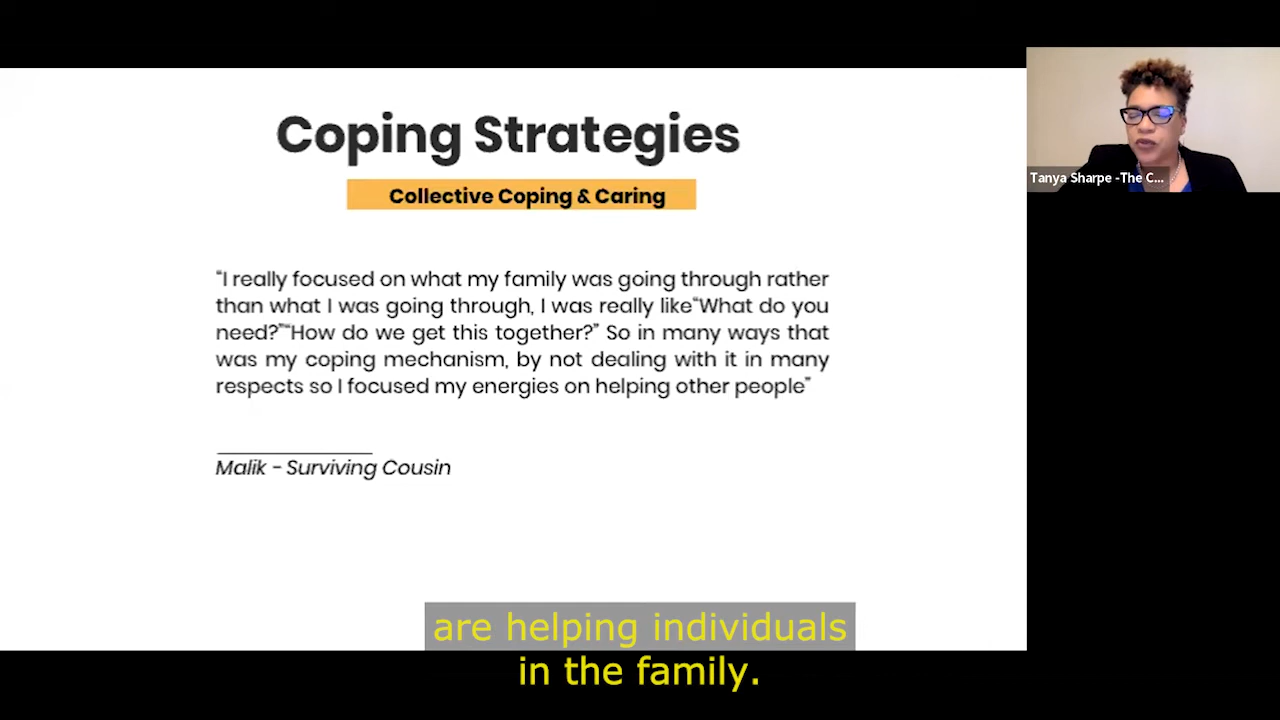 Coping Strategies
Collective Coping & Caring
“I really focused on what my family was going through rather
than what I was going through, I was really like“What do you
need?”“How do we get this together?” So in many ways that
was my coping mechanism, by not dealing with it in many
respects so I focused my energies on helping other people”
Malik - Surviving Cousin
Tanya Sharpe -The C...
are helping individuals
in the family.